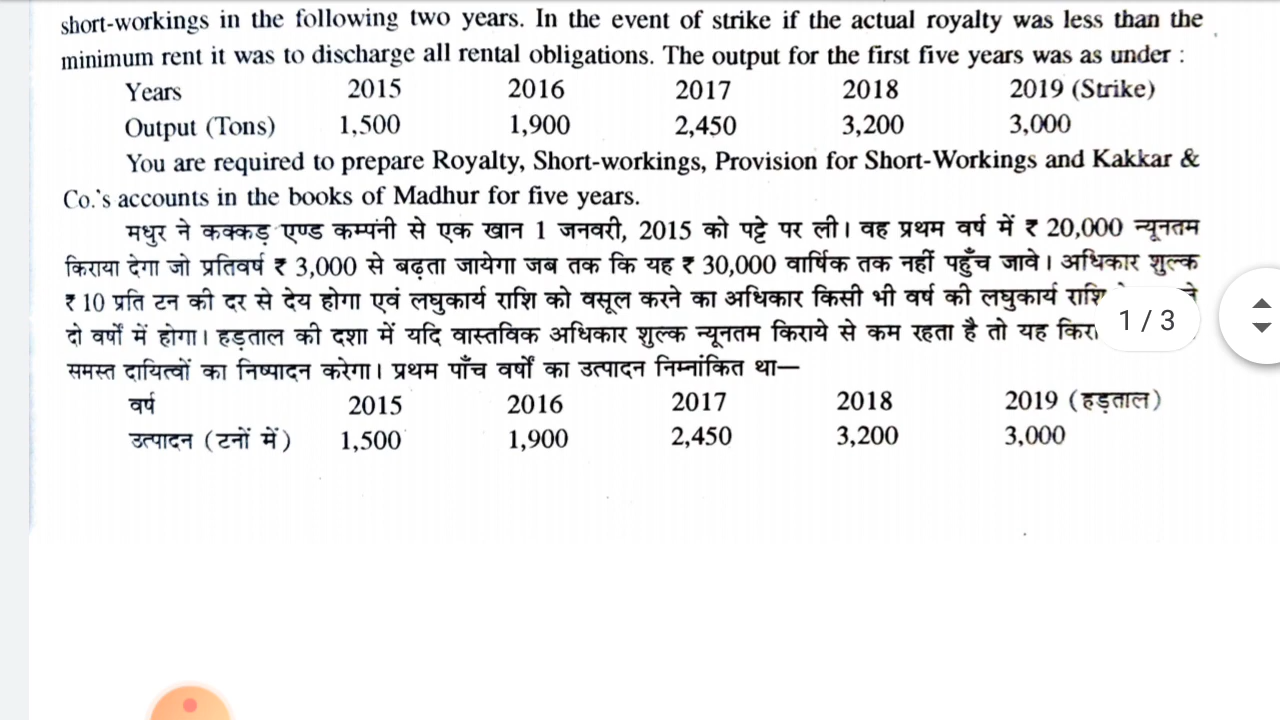 short-workings in the following two years. In the event of strike if the actual royalty was less than the
minimum rent it was to discharge all rental obligations. The output for the first five years was as under :
Years 2015 2016 2017 2018 2019 (Strike)
Output (Tons) 1,500 1,900 2,450 3,200 3,000
You are required to prepare Royalty, Short-workings, Provision for Short-Workings and Kakkar &
Co.'s accounts in the books of Madhur for five years.
मधुर ने कक्कड़ एण्ड कम्पंनी से एक खान 1 जनवरी, 2015 को पट्टे पर ली। वह प्रथम वर्ष में ₹ 20,000 न्यूनतम
किराया देगा जो प्रतिवर्ष ₹ 3,000 से बढ़ता जायेगा जब तक कि यह ₹ 30,000 वार्षिक तक नहीं पहुँच जावे। अधिकार शुल्क
₹ 10 प्रति टन की दर से देय होगा एवं लघुकार्य राशि को वसूल करने का अधिकार किसी भी वर्ष की लघुकार्य
दो वर्षों में होगा। हड़ताल की दशा में यदि वास्तविक अधिकार शुल्क न्यूनतम किराये से कम रहता है तो यह
1 / 3
समस्त दायित्वों का निष्पादन करेगा। प्रथम पाँच वर्षों का उत्पादन निम्नांकित था—
वर्ष 2015 2016 2017 2018 2019 (हड़ताल)
उत्पादन (टनों में) 1,500 1,900 2,450 3,200 3,000